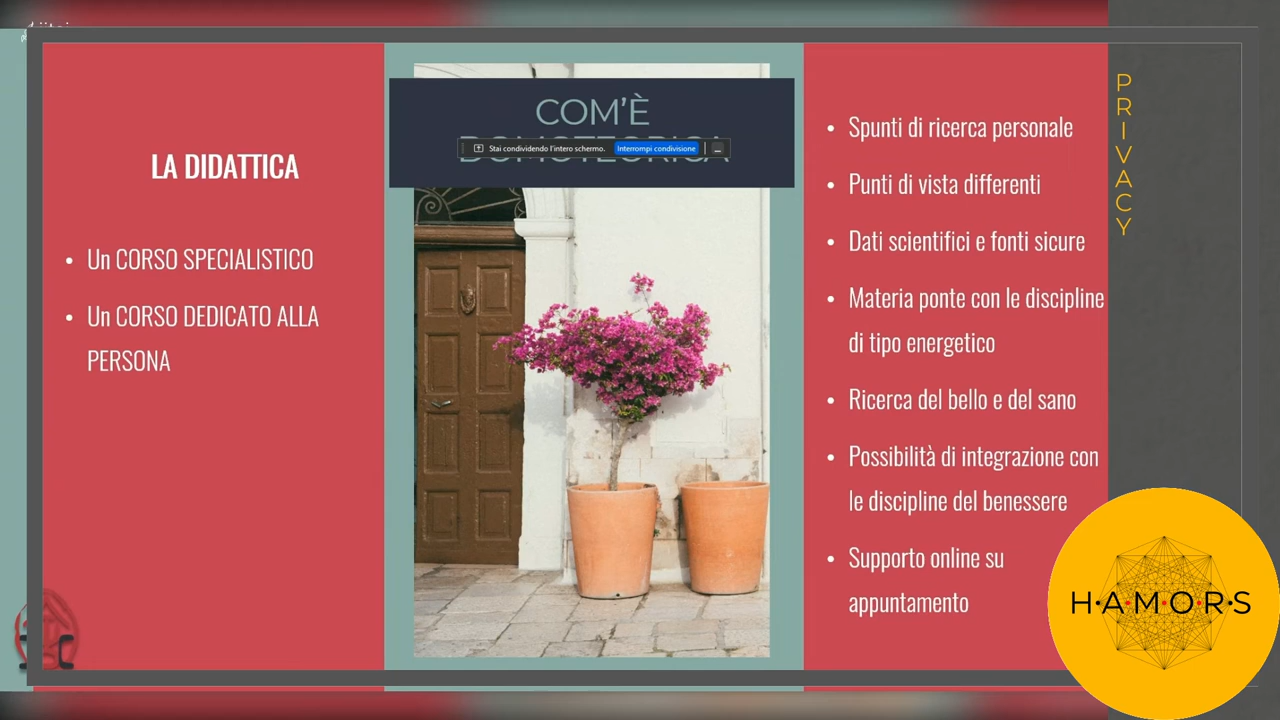 LA DIDATTICA
Un CORSO SPECIALISTICO
Un CORSO DEDICATO ALLA
PERSONA
COM'È
DOMOTEORICA
Stai condividendo l'intero schermo. Interrompi condivisione
Spunti di ricerca personale
Punti di vista differenti
Dati scientifici e fonti sicure
Materia ponte con le discipline
di tipo energetico
Ricerca del bello e del sano
Possibilità di integrazione con
le discipline del benessere
Supporto online su
appuntamento
PRIVACY
H·A·M·O·R·S